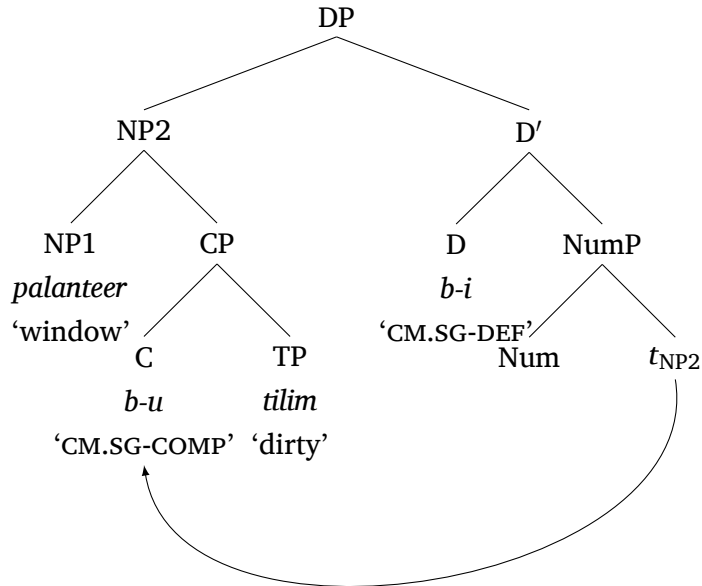 DP
NP2 D′
NP1 CP D NumP
palanteer b-i
‘window’ ‘CM.SG-DEF’
C TP Num tNP2
b-u tilim
‘CM.SG-COMP’ ‘dirty’